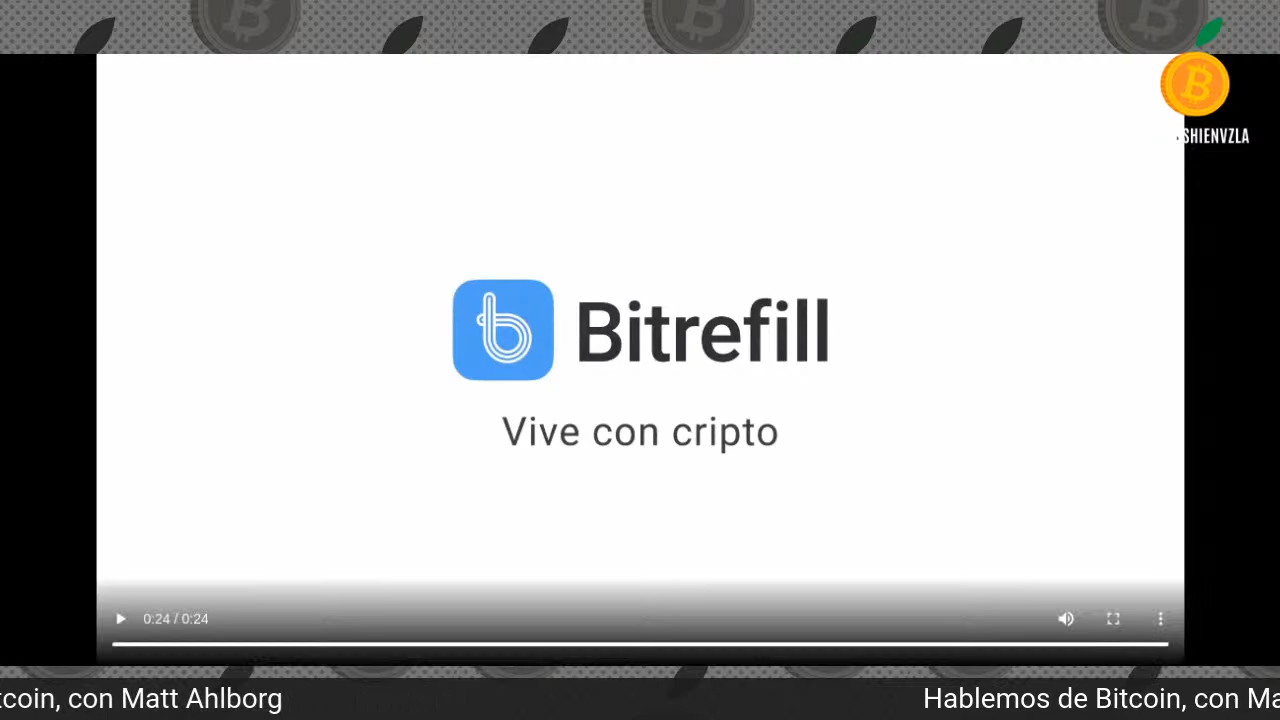 SHIENVZLA
Bitrefill
Vive con cripto
0:24 / 0:24
tcoin, con Matt Ahlborg
Hablemos de Bitcoin, con Ma